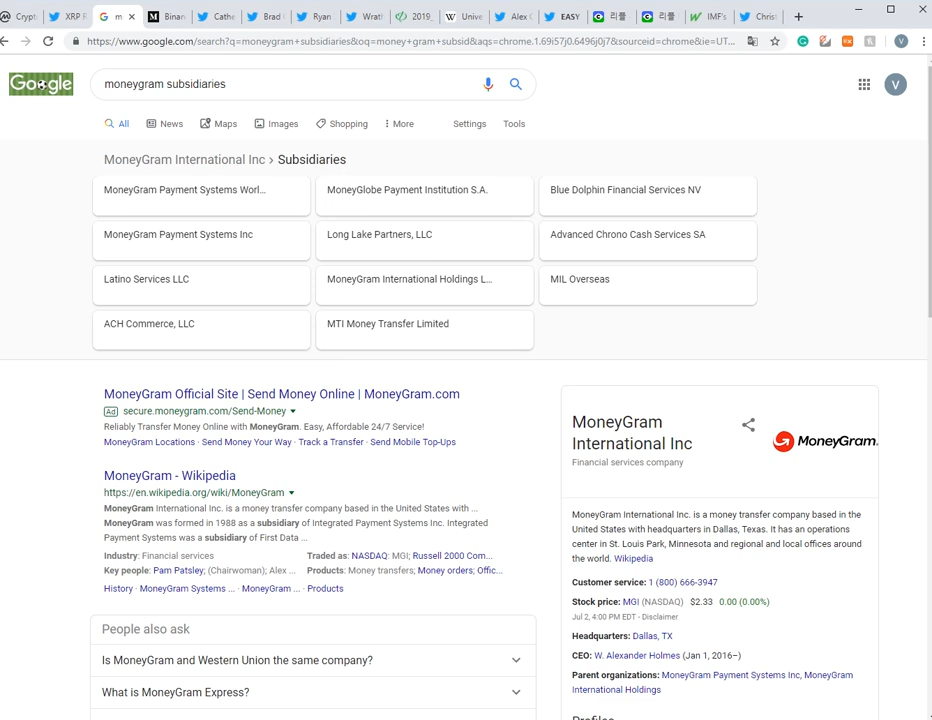 Crypt
XRP F
m
Binan
Cathe
Brad (
Ryan
Wrath
2019_
Unive
Alex (
EASY
리플
리플
IMF's
Christ
https://www.google.com/search?q=moneygram+subsidiaries&oq=money+gram+subsid&aqs=chrome.1.69i57j0.6496j0j7&sourceid=chrome&ie=UT...
V
Google
moneygram subsidiaries
V
All
News
Maps
Images
Shopping
More
Settings
Tools
MoneyGram International Inc › Subsidiaries
MoneyGram Payment Systems Worl...
MoneyGlobe Payment Institution S.A.
Blue Dolphin Financial Services NV
MoneyGram Payment Systems Inc
Long Lake Partners, LLC
Advanced Chrono Cash Services SA
Latino Services LLC
MoneyGram International Holdings L...
MIL Overseas
ACH Commerce, LLC
MTI Money Transfer Limited
MoneyGram Official Site | Send Money Online | MoneyGram.com
Ad secure.moneygram.com/Send-Money
Reliably Transfer Money Online with MoneyGram. Easy, Affordable 24/7 Service!
MoneyGram Locations · Send Money Your Way · Track a Transfer · Send Mobile Top-Ups
MoneyGram - Wikipedia
https://en.wikipedia.org/wiki/MoneyGram
MoneyGram International Inc. is a money transfer company based in the United States with ...
MoneyGram was formed in 1988 as a subsidiary of Integrated Payment Systems Inc. Integrated
Payment Systems was a subsidiary of First Data ...
Industry: Financial services
Traded as: NASDAQ: MGI; Russell 2000 Com...
Key people: Pam Patsley; (Chairwoman); Alex ...
Products: Money transfers; Money orders; Offic...
History · MoneyGram Systems ... · MoneyGram ... · Products
People also ask
Is MoneyGram and Western Union the same company?
What is MoneyGram Express?
MoneyGram
International Inc
Financial services company
MoneyGram.
MoneyGram International Inc. is a money transfer company based in the
United States with headquarters in Dallas, Texas. It has an operations
center in St. Louis Park, Minnesota and regional and local offices around
the world. Wikipedia
Customer service: 1 (800) 666-3947
Stock price: MGI (NASDAQ) $2.33 0.00 (0.00%)
Jul 2, 4:00 PM EDT - Disclaimer
Headquarters: Dallas, TX
CEO: W. Alexander Holmes (Jan 1, 2016–)
Parent organizations: MoneyGram Payment Systems Inc, MoneyGram
International Holdings
Profiles